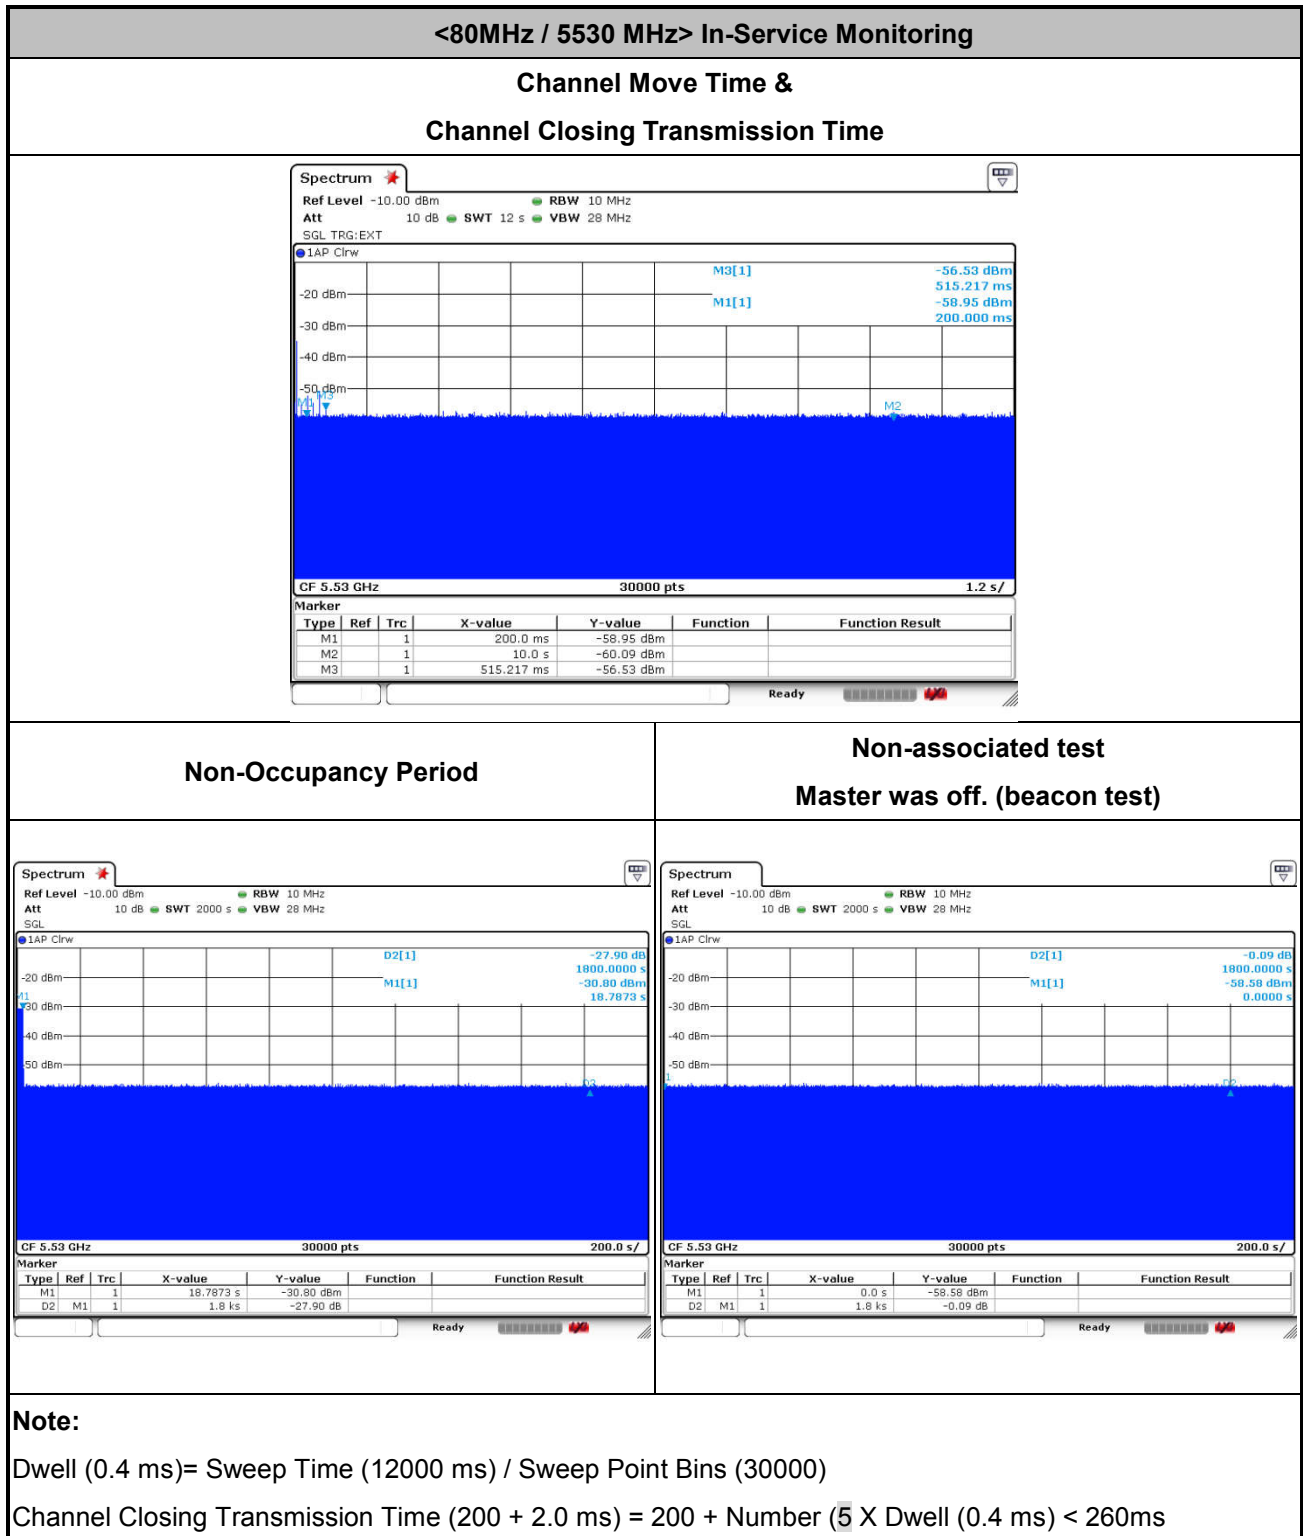 <80MHz / 5530 MHz> In-Service Monitoring
Channel Move Time &
Channel Closing Transmission Time
Spectrum
Ref Level -10.00 dBm RBW 10 MHz
Att 10 dB SWT 12 s VBW 28 MHz
SGL TRG:EXT
1AP Clrw
M3[1] -56.53 dBm
515.217 ms
M1[1] -58.95 dBm
200.000 ms
-20 dBm
-30 dBm
-40 dBm
-50 dBm
M1 M3
M2
CF 5.53 GHz 30000 pts 1.2 s/
Marker
Type Ref Trc X-value Y-value Function Function Result
M1 1 200.0 ms -58.95 dBm
M2 1 10.0 s -60.09 dBm
M3 1 515.217 ms -56.53 dBm
Ready
Non-Occupancy Period
Non-associated test
Master was off. (beacon test)
Spectrum
Ref Level -10.00 dBm RBW 10 MHz
Att 10 dB SWT 2000 s VBW 28 MHz
SGL
1AP Clrw
D2[1] -27.90 dB
1800.0000 s
M1[1] -30.80 dBm
18.7873 s
-20 dBm
M1
-30 dBm
-40 dBm
-50 dBm
D2
CF 5.53 GHz 30000 pts 200.0 s/
Marker
Type Ref Trc X-value Y-value Function Function Result
M1 1 18.7873 s -30.80 dBm
D2 M1 1 1.8 ks -27.90 dB
Ready
Spectrum
Ref Level -10.00 dBm RBW 10 MHz
Att 10 dB SWT 2000 s VBW 28 MHz
SGL
1AP Clrw
D2[1] -0.09 dB
1800.0000 s
M1[1] -58.58 dBm
0.0000 s
-20 dBm
-30 dBm
-40 dBm
-50 dBm
1
D2
CF 5.53 GHz 30000 pts 200.0 s/
Marker
Type Ref Trc X-value Y-value Function Function Result
M1 1 0.0 s -58.58 dBm
D2 M1 1 1.8 ks -0.09 dB
Ready
Note:
Dwell (0.4 ms)= Sweep Time (12000 ms) / Sweep Point Bins (30000)
Channel Closing Transmission Time (200 + 2.0 ms) = 200 + Number (5 X Dwell (0.4 ms) < 260ms